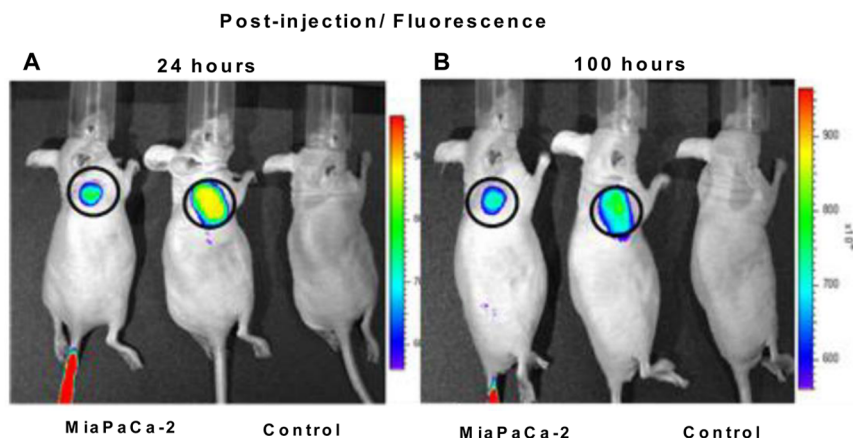 Post-injection/ Fluorescence
A
24 hours
B
100 hours
900
800
700
600
MiaPaCa-2
Control
MiaPaCa-2
Control